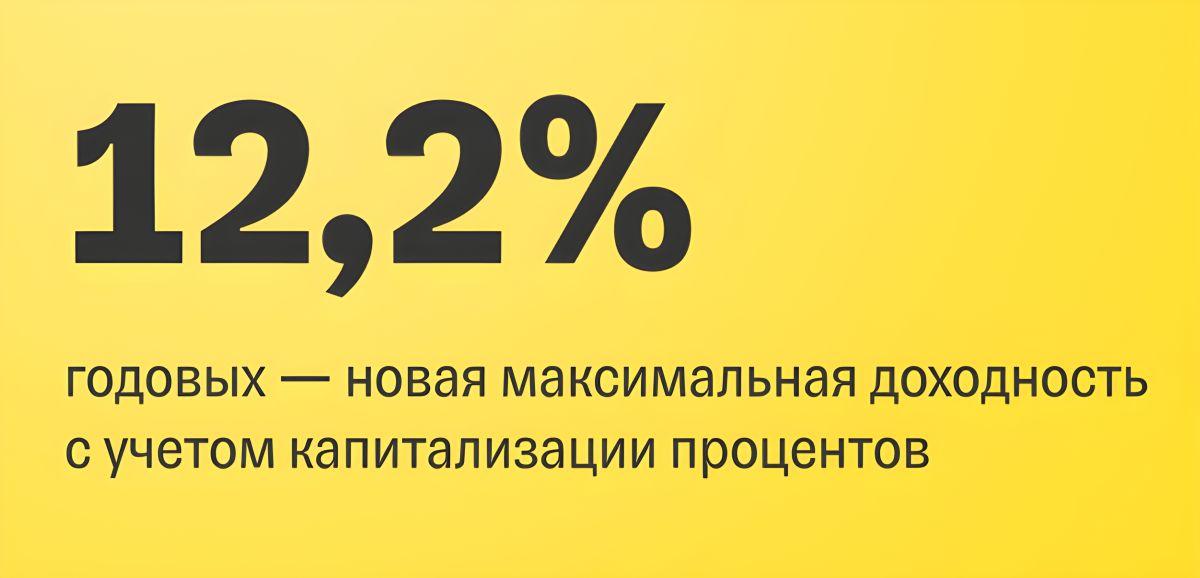 12,2%
годовых — новая максимальная доходность
с учетом капитализации процентов